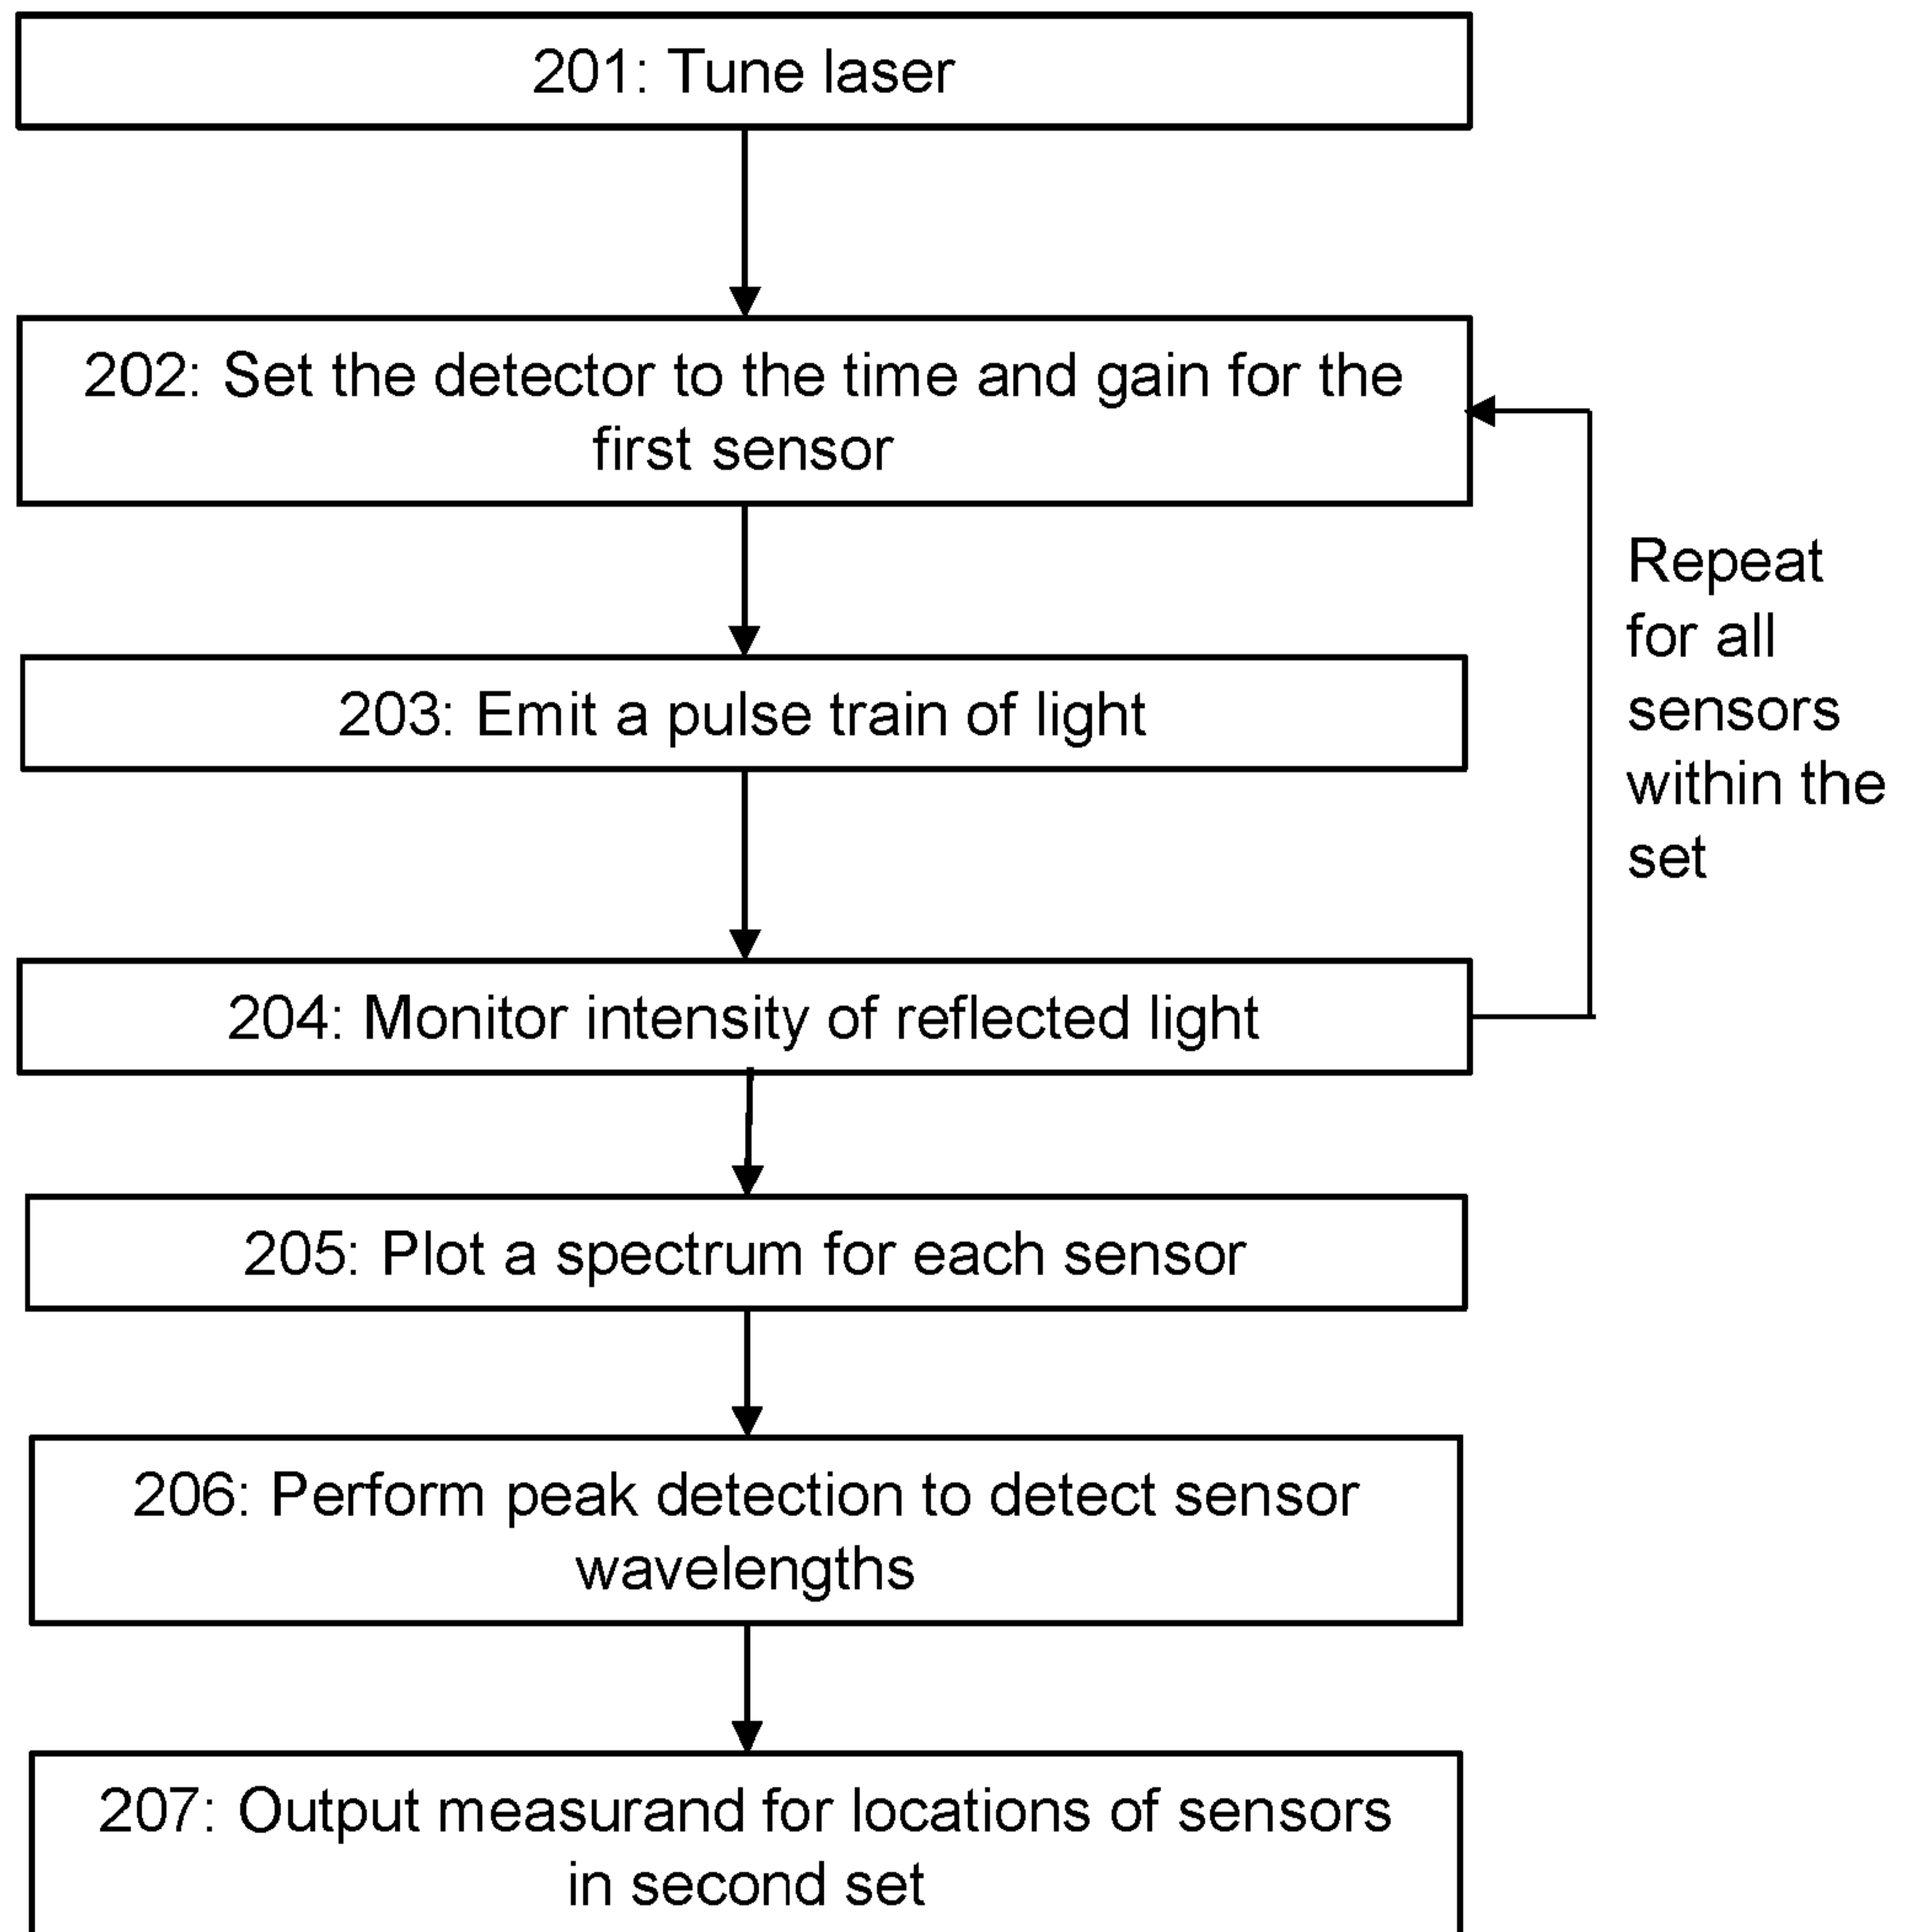 201: Tune laser
202: Set the detector to the time and gain for the
first sensor
203: Emit a pulse train of light
Repeat
for all
sensors
within the
set
204: Monitor intensity of reflected light
205: Plot a spectrum for each sensor
206: Perform peak detection to detect sensor
wavelengths
207: Output measurand for locations of sensors
in second set